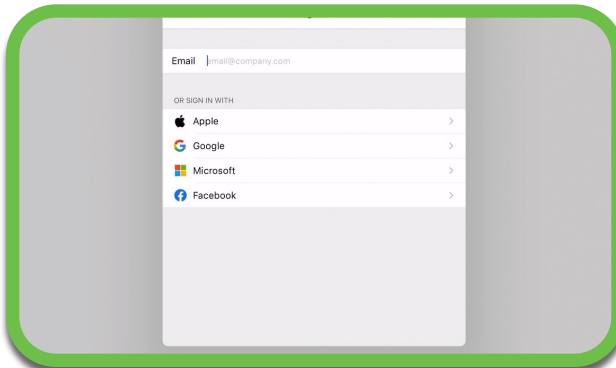 Email email@company.com
OR SIGN IN WITH
Apple
Google
Microsoft
Facebook